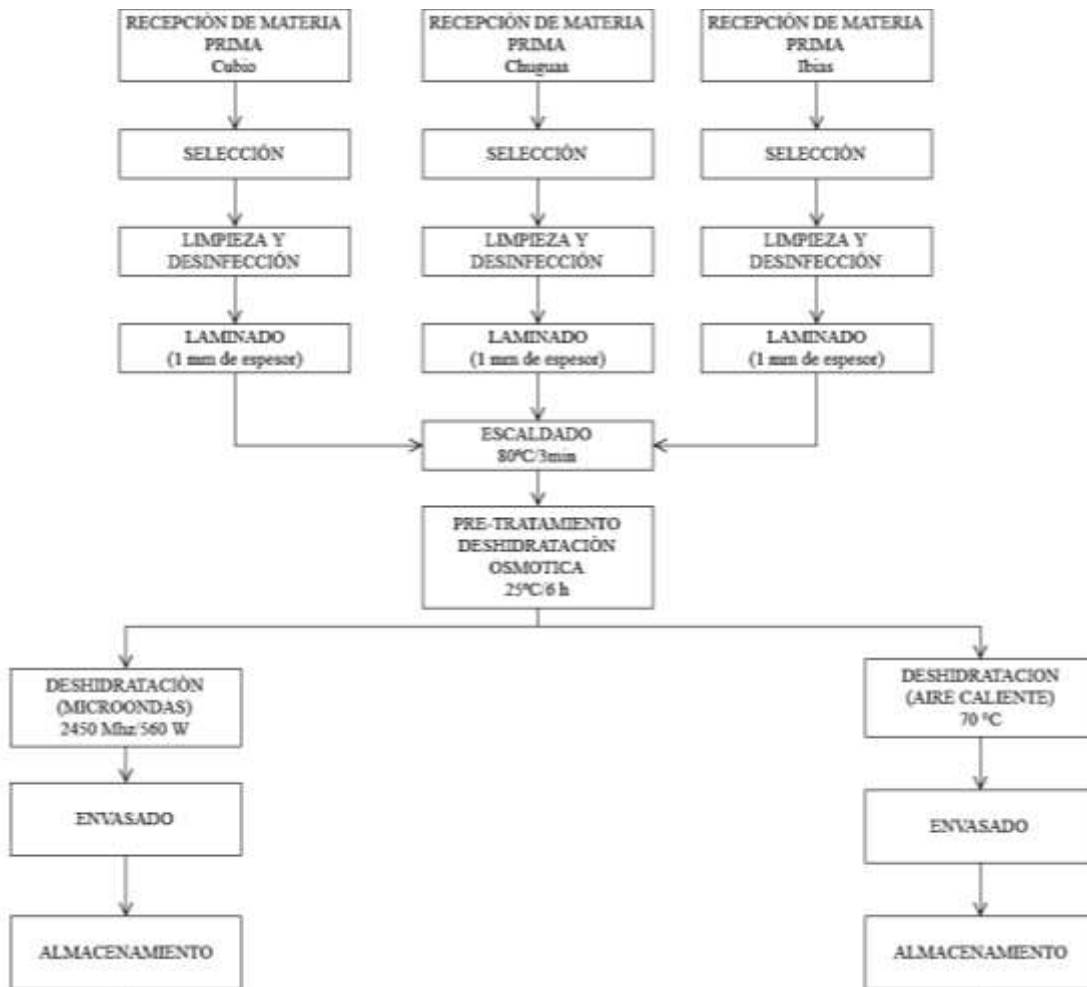 RECEPCIÓN DE MATERIA
PRIMA
Cubio
RECEPCIÓN DE MATERIA
PRIMA
Chuguas
RECEPCIÓN DE MATERIA
PRIMA
Ibias
SELECCIÓN
SELECCIÓN
SELECCIÓN
LIMPIEZA Y
DESINFECCIÓN
LIMPIEZA Y
DESINFECCIÓN
LIMPIEZA Y
DESINFECCIÓN
LAMINADO
(1 mm de espesor)
LAMINADO
(1 mm de espesor)
LAMINADO
(1 mm de espesor)
ESCALDADO
80ºC/3min
PRE-TRATAMIENTO
DESHIDRATACIÓN
OSMOTICA
25ºC/6 h
DESHIDRATACIÓN
(MICROONDAS)
2450 Mhz/560 W
DESHIDRATACION
(AIRE CALIENTE)
70 ºC
ENVASADO
ENVASADO
ALMACENAMIENTO
ALMACENAMIENTO